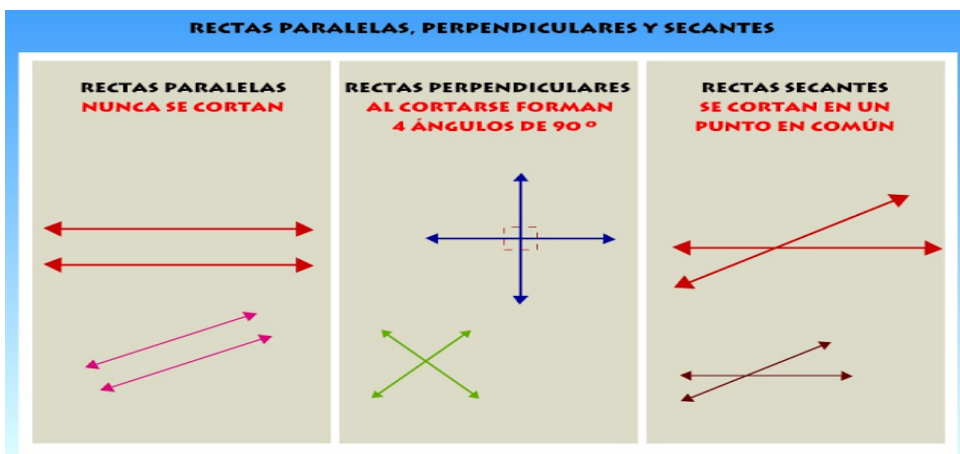 RECTAS PARALELAS, PERPENDICULARES Y SECANTES
RECTAS PARALELAS
NUNCA SE CORTAN
RECTAS PERPENDICULARES
AL CORTARSE FORMAN
4 ÁNGULOS DE 90 º
RECTAS SECANTES
SE CORTAN EN UN
PUNTO EN COMÚN